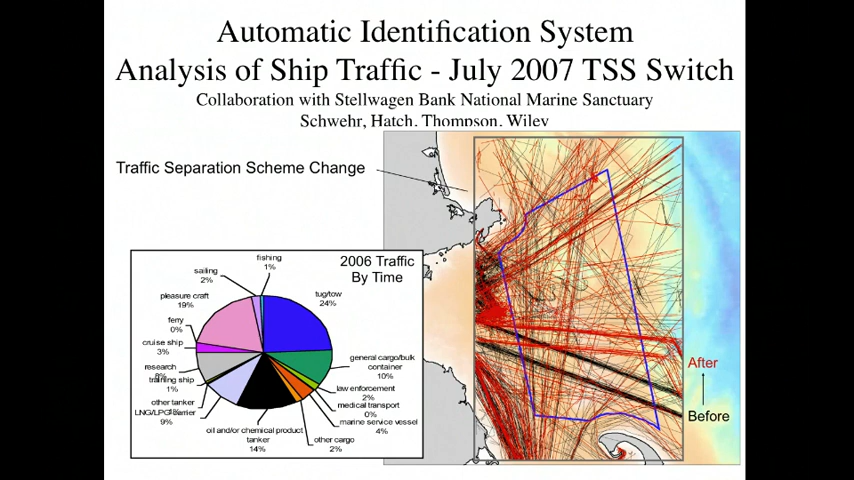 Automatic Identification System
Analysis of Ship Traffic - July 2007 TSS Switch
Collaboration with Stellwagen Bank National Marine Sanctuary
Schwehr, Hatch, Thompson, Wiley
Traffic Separation Scheme Change
2006 Traffic
By Time
fishing
1%
sailing
2%
pleasure craft
19%
ferry
0%
cruise ship
3%
research
8%
training ship
1%
other tanker
LNG/LPG carrier
9%
oil and/or chemical product
tanker
14%
other cargo
2%
marine service vessel
4%
medical transport
0%
law enforcement
2%
general cargo/bulk
container
10%
tug/tow
24%
After
Before